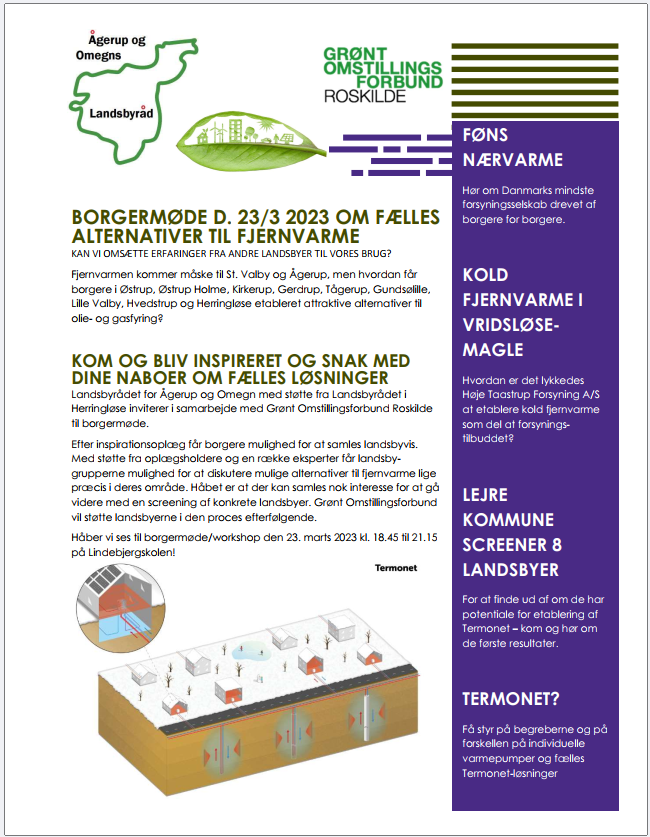 Ågerup og
Omegns
Landsbyråd
GRØNT
OMSTILLINGS
FORBUND
ROSKILDE
BORGERMØDE D. 23/3 2023 OM FÆLLES
ALTERNATIVER TIL FJERNVARME
KAN VI OMSÆTTE ERFARINGER FRA ANDRE LANDSBYER TIL VORES BRUG?
Fjernvarmen kommer måske til St. Valby og Ågerup, men hvordan får
borgere i Østrup, Østrup Holme, Kirkerup, Gerdrup, Tågerup, Gundsølille,
Lille Valby, Hvedstrup og Herringløse etableret attraktive alternativer til
olie- og gasfyring?
KOM OG BLIV INSPIRERET OG SNAK MED
DINE NABOER OM FÆLLES LØSNINGER
Landsbyrådet for Ågerup og Omegn med støtte fra Landsbyrådet i
Herringløse inviterer i samarbejde med Grønt Omstillingsforbund Roskilde
til borgermøde.
Efter inspirationsoplæg får borgere mulighed for at samles landsbyvis.
Med støtte fra oplægsholdere og en række eksperter får landsby-
grupperne mulighed for at diskutere mulige alternativer til fjernvarme lige
præcis i deres område. Håbet er at der kan samles nok interesse for at gå
videre med en screening af konkrete landsbyer. Grønt Omstillingsforbund
vil støtte landsbyerne i den proces efterfølgende.
Håber vi ses til borgermøde/workshop den 23. marts 2023 kl. 18.45 til 21.15
på Lindebjergskolen!
Termonet
FØNS
NÆRVARME
Hør om Danmarks mindste
forsyningsselskab drevet af
borgere for borgere.
KOLD
FJERNVARME I
VRIDSLØSE-
MAGLE
Hvordan er det lykkedes
Høje Taastrup Forsyning A/S
at etablere kold fjernvarme
som del af forsynings-
tilbuddet?
LEJRE
KOMMUNE
SCREENER 8
LANDSBYER
For at finde ud af om de har
potentiale for etablering af
Termonet – kom og hør om
de første resultater.
TERMONET?
Få styr på begreberne og på
forskellen på individuelle
varmepumper og fælles
Termonet-løsninger